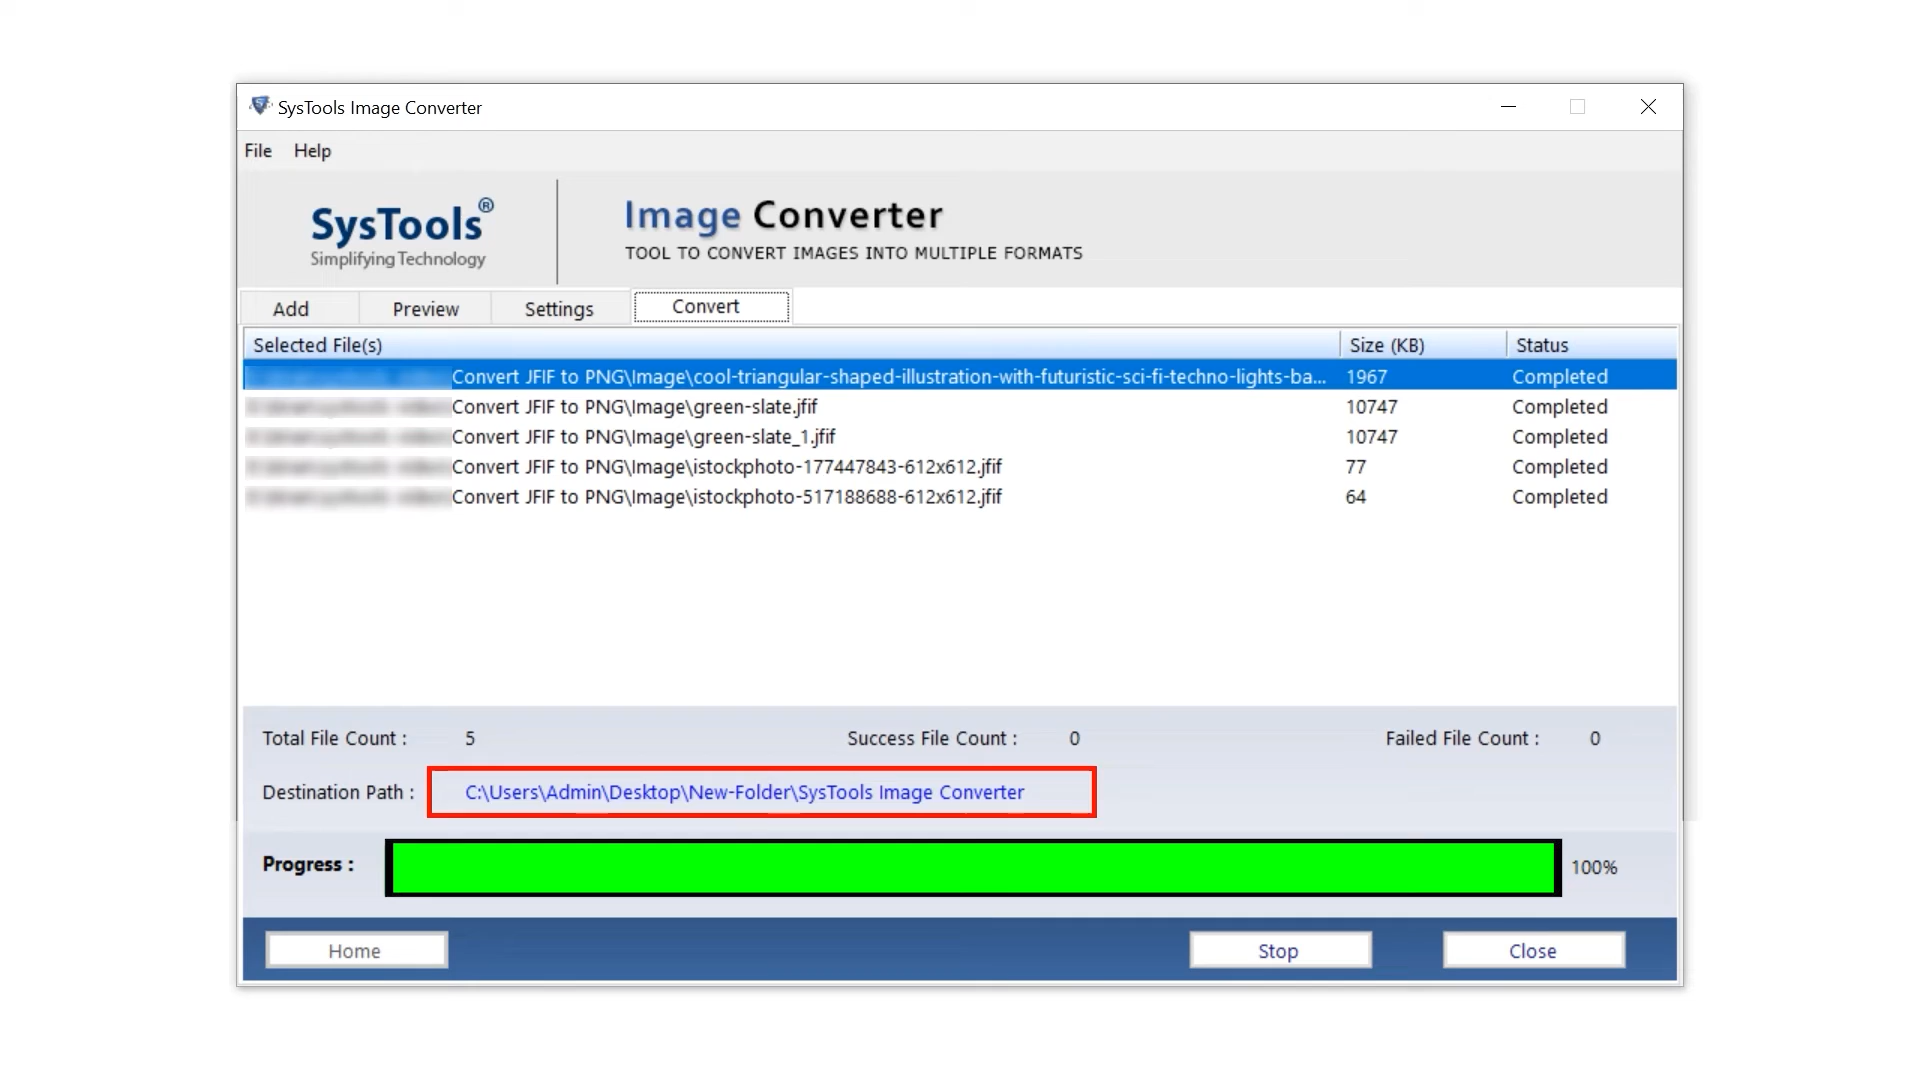 SysTools Image Converter
File Help
SysTools®
Simplifying Technology
Image Converter
TOOL TO CONVERT IMAGES INTO MULTIPLE FORMATS
Add Preview Settings Convert
Selected File(s) Size (KB) Status
Convert JFIF to PNG\Image\cool-triangular-shaped-illustration-with-futuristic-sci-fi-techno-lights-ba... 1967 Completed
Convert JFIF to PNG\Image\green-slate.jfif 10747 Completed
Convert JFIF to PNG\Image\green-slate_1.jfif 10747 Completed
Convert JFIF to PNG\Image\istockphoto-177447843-612x612.jfif 77 Completed
Convert JFIF to PNG\Image\istockphoto-517188688-612x612.jfif 64 Completed
Total File Count : 5 Success File Count : 0 Failed File Count : 0
Destination Path : C:\Users\Admin\Desktop\New-Folder\SysTools Image Converter
Progress : 100%
Home Stop Close